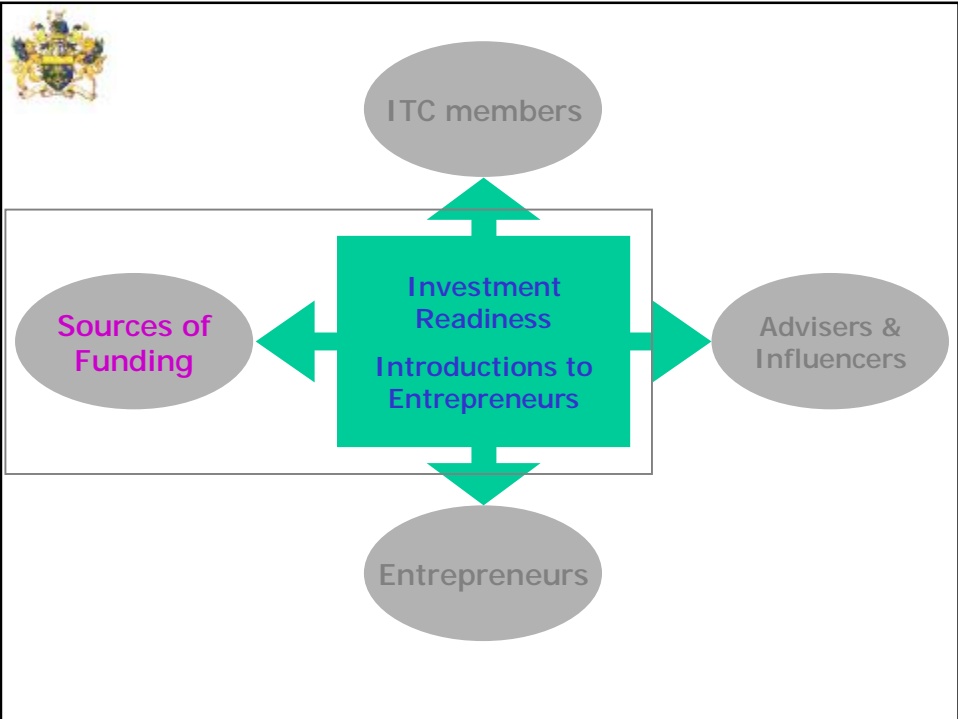 ITC members
Sources of
Funding
Investment
Readiness
Introductions to
Entrepreneurs
Advisers &
Influencers
Entrepreneurs